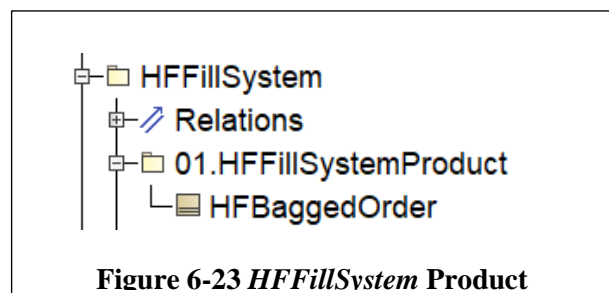 HFFillSystem
Relations
01.HFFillSystemProduct
HFBaggedOrder
Figure 6-23 HFFillSystem Product